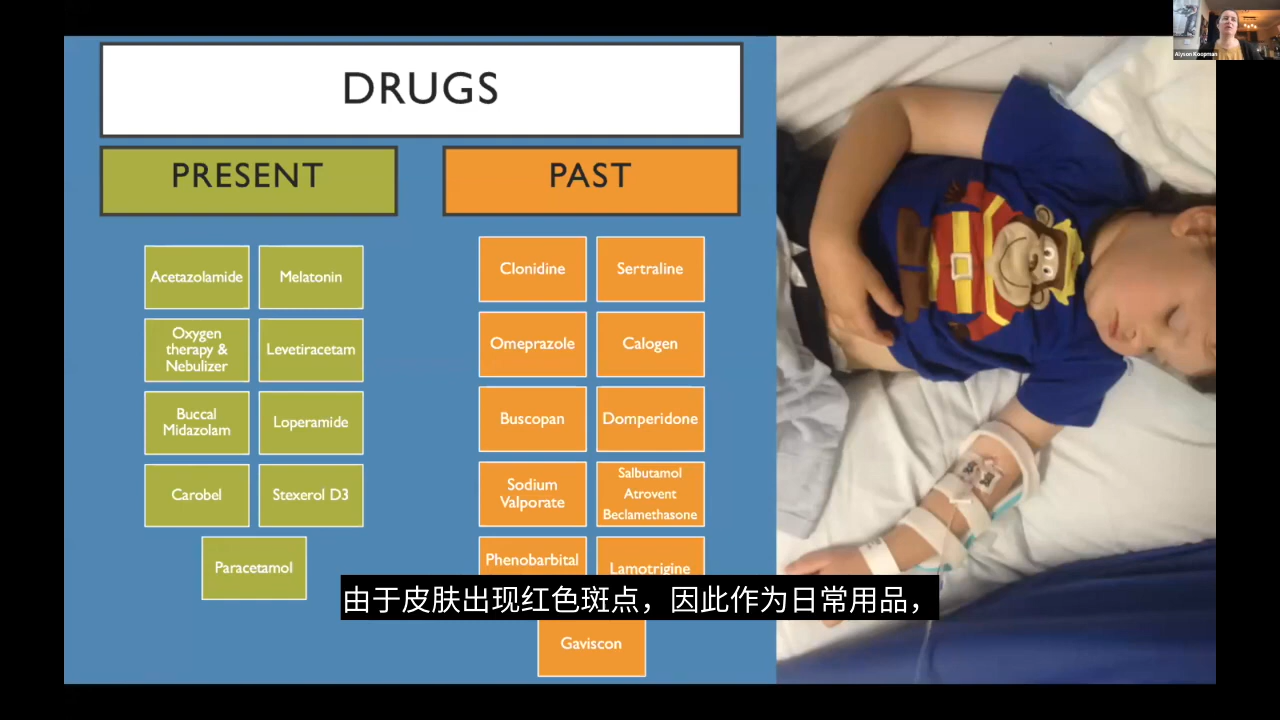 Alyson Koopman
DRUGS
PRESENT
PAST
Acetazolamide
Melatonin
Oxygen
therapy &
Nebulizer
Levetiracetam
Buccal
Midazolam
Loperamide
Carobel
Stexerol D3
Paracetamol
Clonidine
Sertraline
Omeprazole
Calogen
Buscopan
Domperidone
Sodium
Valporate
Salbutamol
Atrovent
Beclamethasone
Phenobarbital
Lamotrigine
Gaviscon
由于皮肤出现红色斑点，因此作为日常用品，